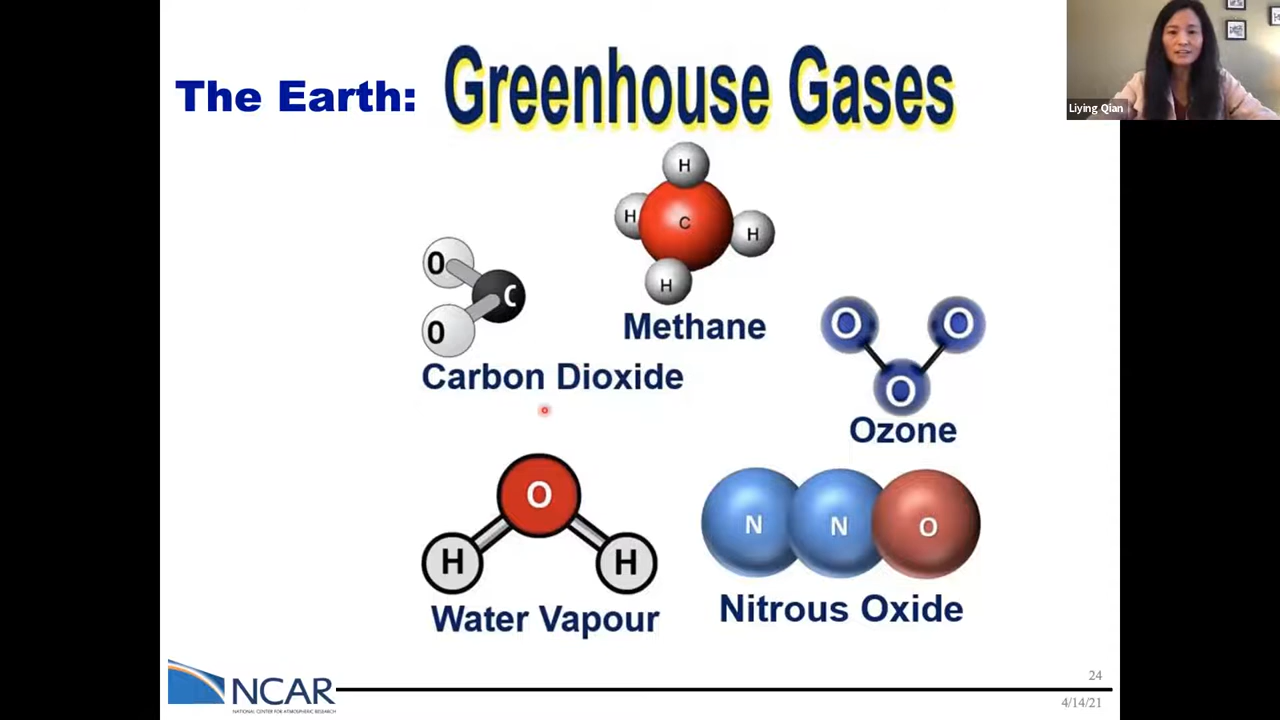 The Earth: Greenhouse Gases
Liying Qian
H
H
C
H
H
Methane
O
C
O
Carbon Dioxide
O
O
O
Ozone
O
H
H
Water Vapour
N
N
O
Nitrous Oxide
24
NCAR
NATIONAL CENTER FOR ATMOSPHERIC RESEARCH
4/14/21